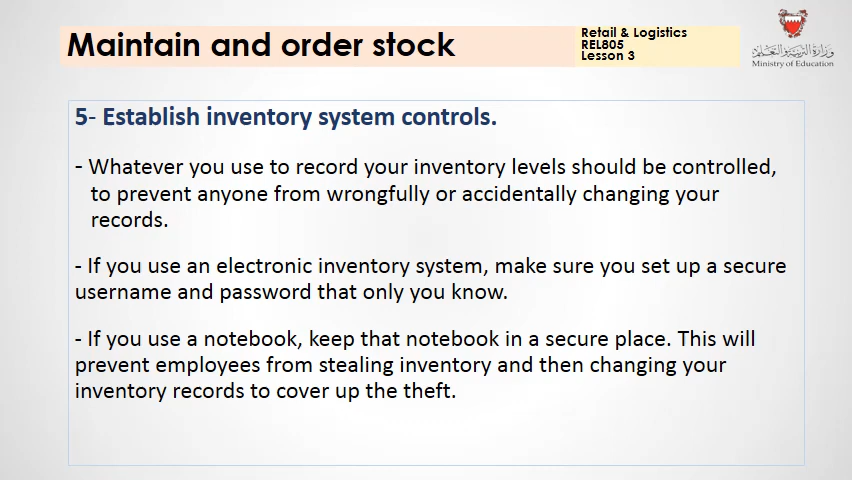 Maintain and order stock
Retail & Logistics
REL805
Lesson 3
وزارة التربية والتعليم
Ministry of Education
5- Establish inventory system controls.
- Whatever you use to record your inventory levels should be controlled,
to prevent anyone from wrongfully or accidentally changing your
records.
- If you use an electronic inventory system, make sure you set up a secure
username and password that only you know.
- If you use a notebook, keep that notebook in a secure place. This will
prevent employees from stealing inventory and then changing your
inventory records to cover up the theft.